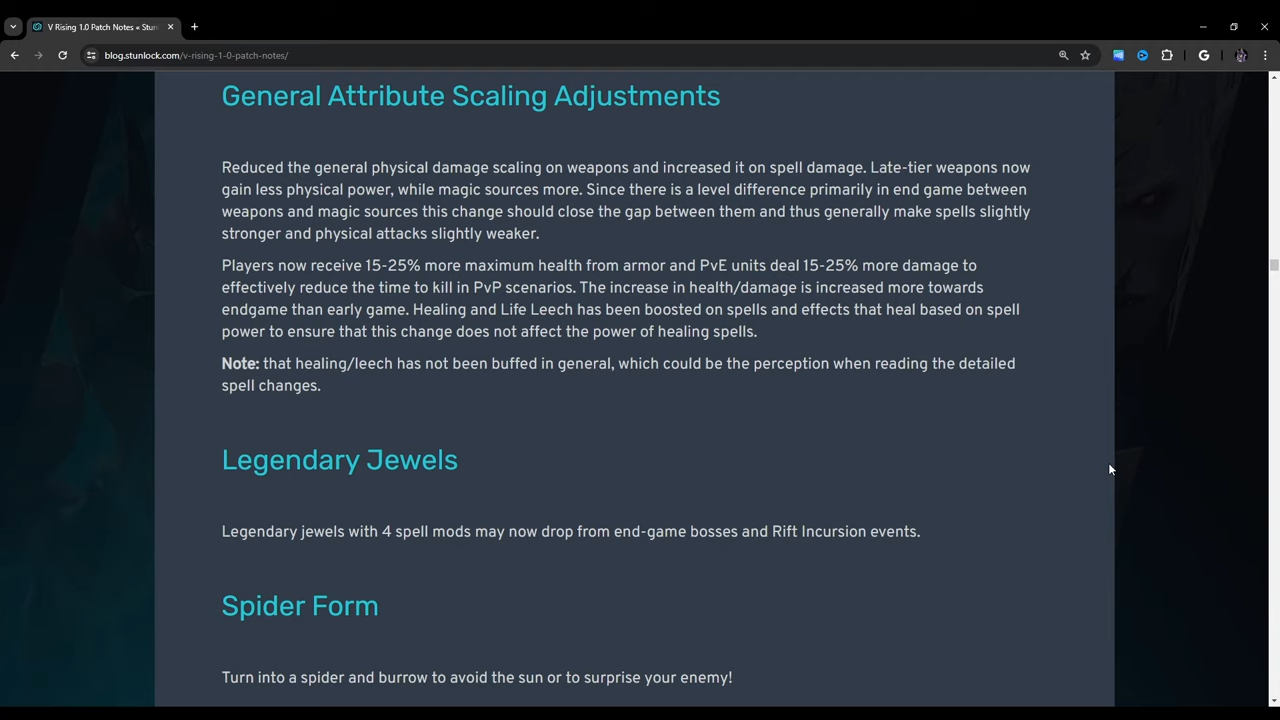 V Rising 1.0 Patch Notes « Stun
blog.stunlock.com/v-rising-1-0-patch-notes/
General Attribute Scaling Adjustments
Reduced the general physical damage scaling on weapons and increased it on spell damage. Late-tier weapons now
gain less physical power, while magic sources more. Since there is a level difference primarily in end game between
weapons and magic sources this change should close the gap between them and thus generally make spells slightly
stronger and physical attacks slightly weaker.
Players now receive 15-25% more maximum health from armor and PvE units deal 15-25% more damage to
effectively reduce the time to kill in PvP scenarios. The increase in health/damage is increased more towards
endgame than early game. Healing and Life Leech has been boosted on spells and effects that heal based on spell
power to ensure that this change does not affect the power of healing spells.
Note: that healing/leech has not been buffed in general, which could be the perception when reading the detailed
spell changes.
Legendary Jewels
Legendary jewels with 4 spell mods may now drop from end-game bosses and Rift Incursion events.
Spider Form
Turn into a spider and burrow to avoid the sun or to surprise your enemy!